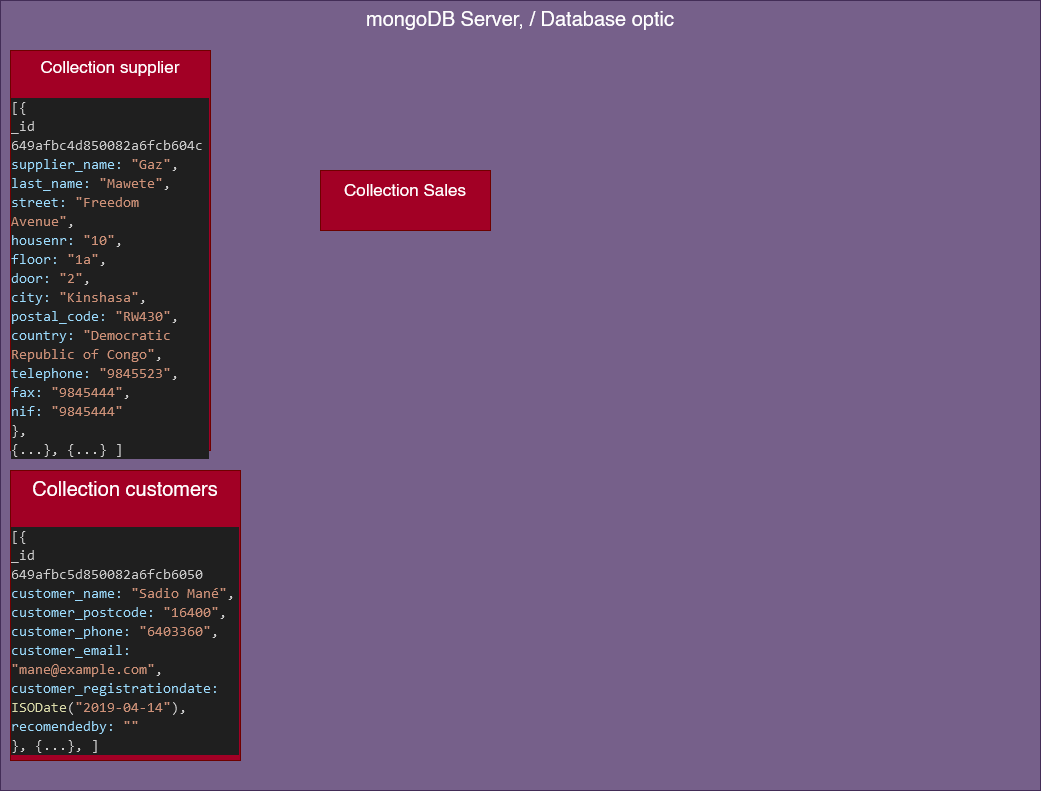 mongoDB Server, / Database optic
Collection supplier
[{
_id
649afbc4d850082a6fcb604c
supplier_name: "Gaz",
last_name: "Mawete",
street: "Freedom
Avenue",
housenr: "10",
floor: "1a",
door: "2",
city: "Kinshasa",
postal_code: "RW430",
country: "Democratic
Republic of Congo",
telephone: "9845523",
fax: "9845444",
nif: "9845444"
},
{...}, {...} ]
Collection Sales
Collection customers
[{
_id
649afbc5d850082a6fcb6050
customer_name: "Sadio Mané",
customer_postcode: "16400",
customer_phone: "6403360",
customer_email:
"mane@example.com",
customer_registrationdate:
ISODate("2019-04-14"),
recomendedby: ""
}, {...}, ]